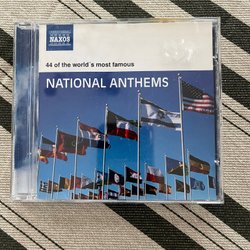 NAXOS
44 of the world's most famous
NATIONAL ANTHEMS